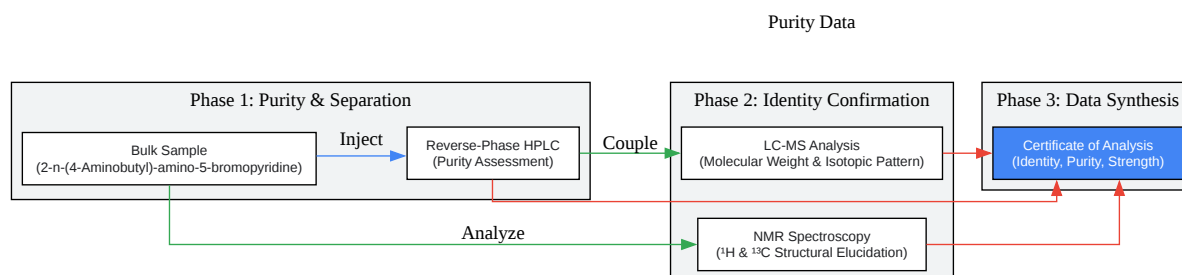 Purity Data
Phase 1: Purity & Separation
Phase 2: Identity Confirmation
Phase 3: Data Synthesis
Bulk Sample
(2-n-(4-Aminobutyl)-amino-5-bromopyridine)
Inject
Reverse-Phase HPLC
(Purity Assessment)
Couple
LC-MS Analysis
(Molecular Weight & Isotopic Pattern)
Certificate of Analysis
(Identity, Purity, Strength)
Analyze
NMR Spectroscopy
(¹H & ¹³C Structural Elucidation)